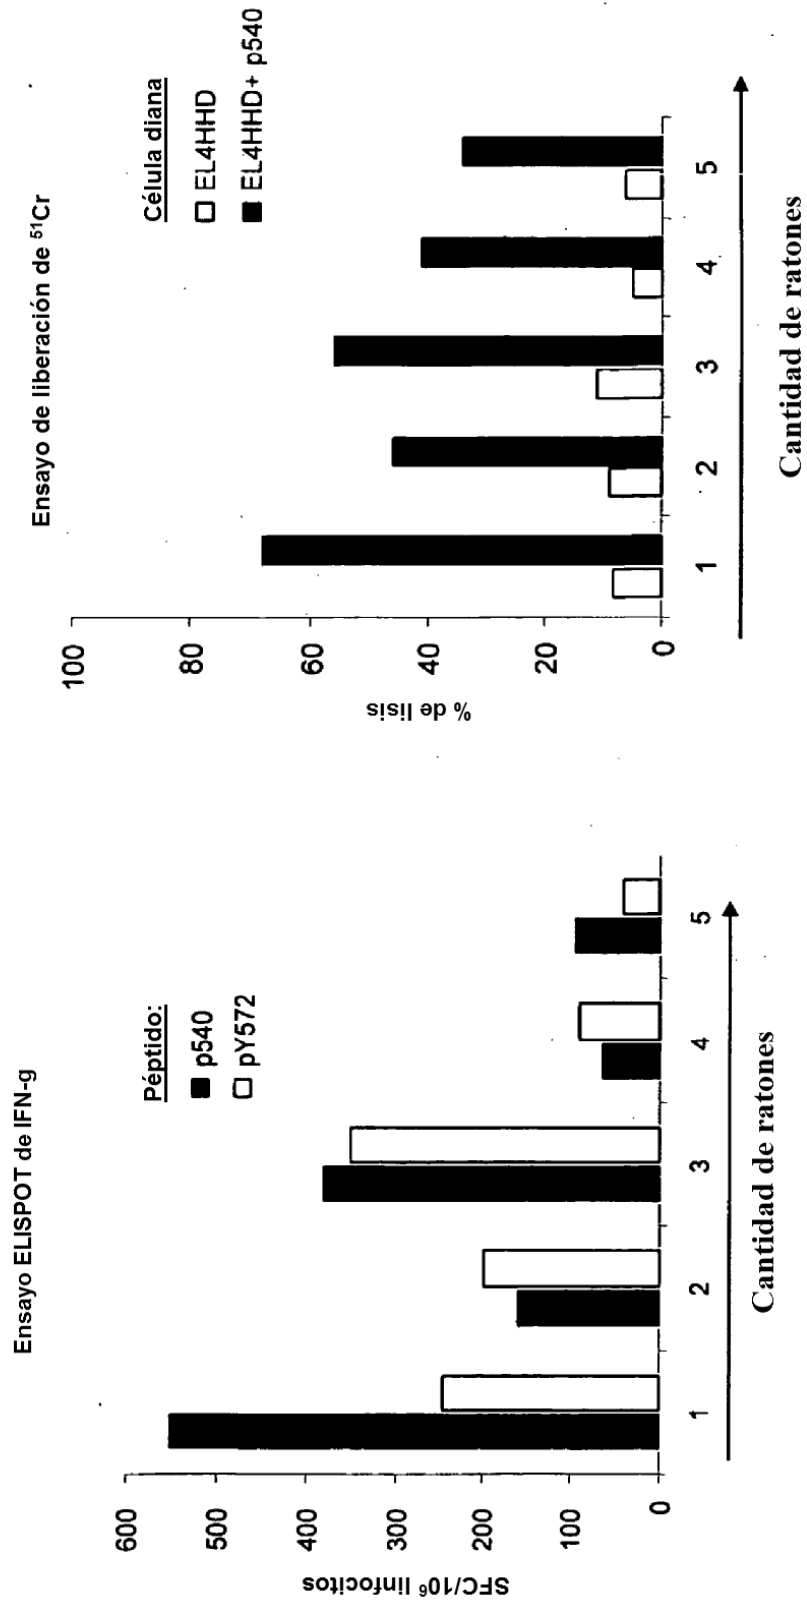 Ensayo ELISPOT de IFN-g
Péptido:
p540
pY572
SFC/10⁶ linfocitos
600
500
400
300
200
100
0
1 2 3 4 5
Cantidad de ratones
Ensayo de liberación de ⁵¹Cr
Célula diana
EL4HHD
EL4HHD+ p540
% de lisis
100
80
60
40
20
0
1 2 3 4 5
Cantidad de ratones